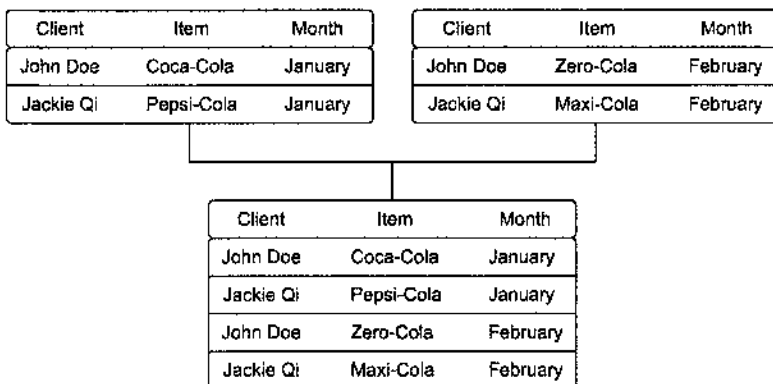 Client Item Month
John Doe Coca-Cola January
Jackie Qi Pepsi-Cola January
Client Item Month
John Doe Zero-Cola February
Jackie Qi Maxi-Cola February
Client Item Month
John Doe Coca-Cola January
Jackie Qi Pepsi-Cola January
John Doe Zero-Cola February
Jackie Qi Maxi-Cola February